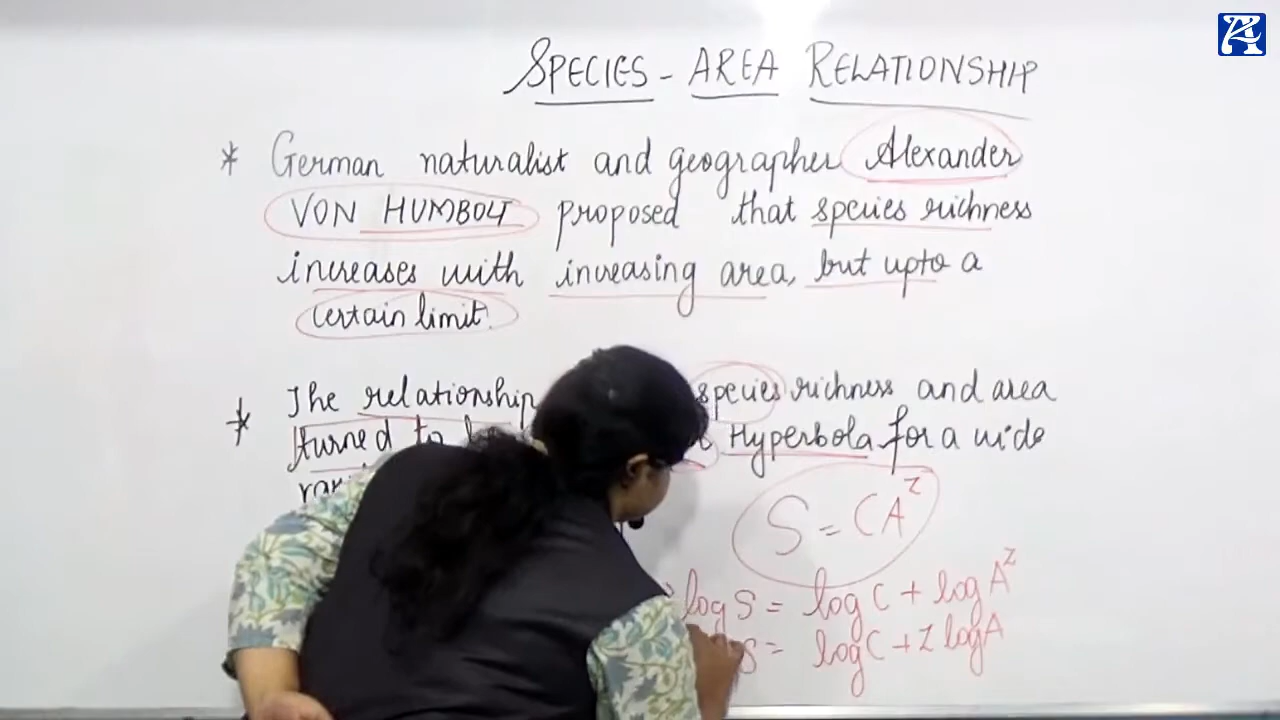 SPECIES - AREA RELATIONSHIP
* German naturalist and geographer Alexander
VON HUMBOLT proposed that species richness
increases with increasing area, but upto a
certain limit.
* The relationship species richness and area
turned to Hyperbola for a wide
S = CA^Z
log S = log C + log A^Z
S = log C + Z log A